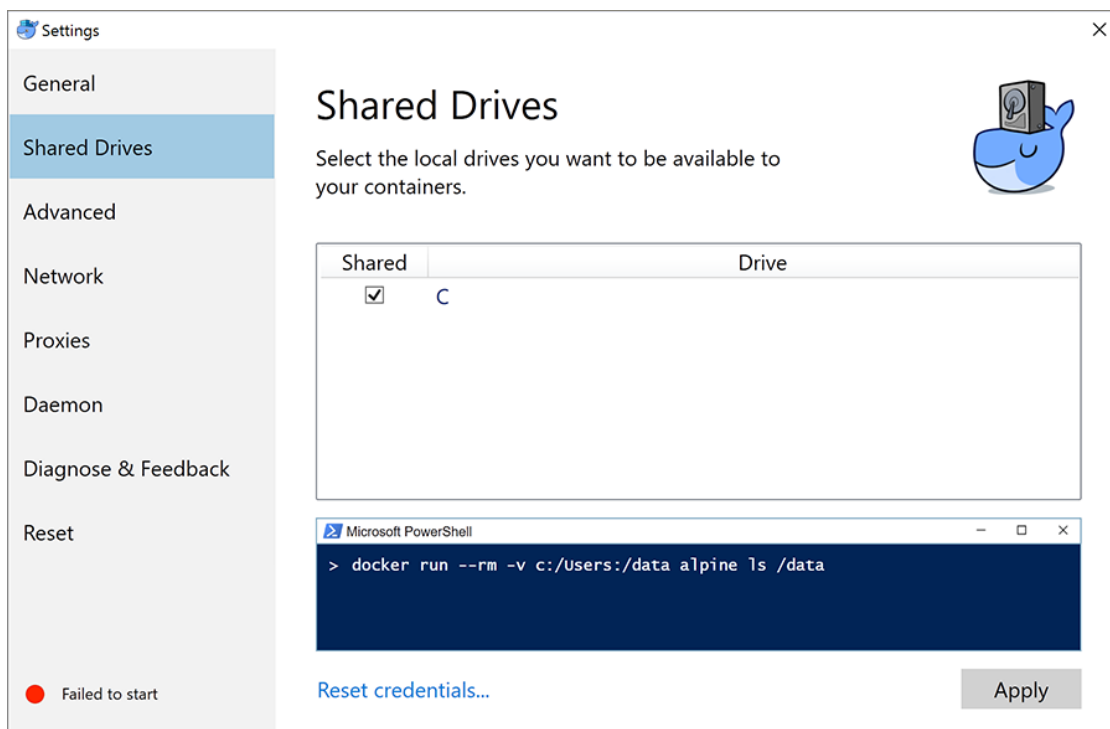 Settings
General
Shared Drives
Advanced
Network
Proxies
Daemon
Diagnose & Feedback
Reset
Failed to start
Shared Drives
Select the local drives you want to be available to
your containers.
Shared Drive
C
Microsoft PowerShell
> docker run --rm -v c:/Users:/data alpine ls /data
Reset credentials...
Apply